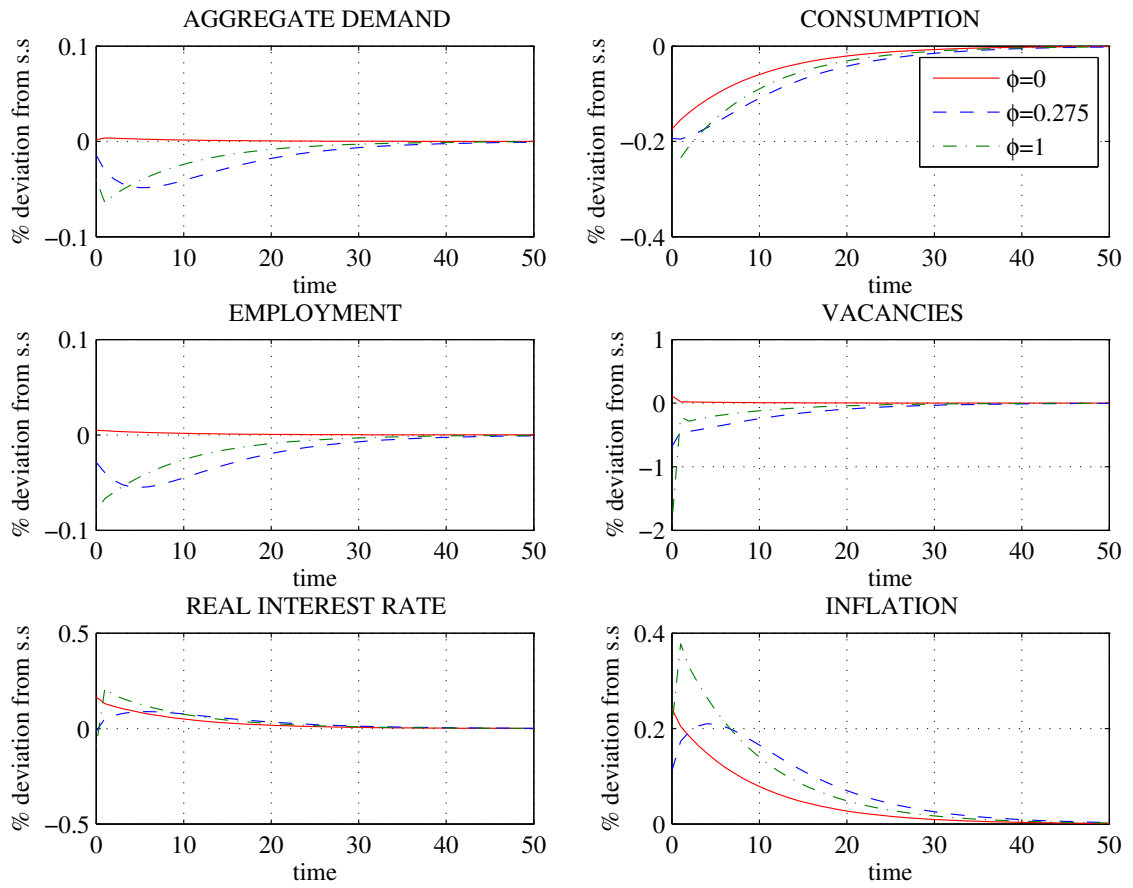 AGGREGATE DEMAND
% deviation from s.s
0.1
0
−0.1
0 10 20 30 40 50
time
CONSUMPTION
% deviation from s.s
0
−0.2
−0.4
0 10 20 30 40 50
time
ϕ=0
ϕ=0.275
ϕ=1
EMPLOYMENT
% deviation from s.s
0.1
0
−0.1
0 10 20 30 40 50
time
VACANCIES
% deviation from s.s
1
0
−1
−2
0 10 20 30 40 50
time
REAL INTEREST RATE
% deviation from s.s
0.5
0
−0.5
0 10 20 30 40 50
time
INFLATION
% deviation from s.s
0.4
0.2
0
0 10 20 30 40 50
time